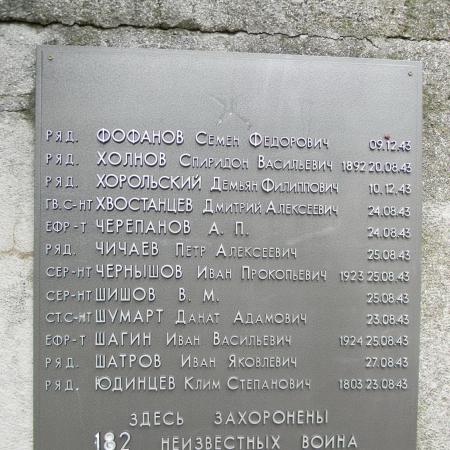 РЯД. ФОФАНОВ СЕМЕН ФЕДОРОВИЧ 09.12.43
РЯД. ХОЛНОВ СПИРИДОН ВАСИЛЬЕВИЧ 1892 20.08.43
РЯД. ХОРОЛЬСКИЙ ДЕМЬЯН ФИЛИППОВИЧ 10.12.43
ГВ.С-НТ ХВОСТАНЦЕВ ДМИТРИЙ АЛЕКСЕЕВИЧ 24.08.43
ЕФР-Т ЧЕРЕПАНОВ А. П. 24.08.43
РЯД. ЧИЧАЕВ ПЕТР АЛЕКСЕЕВИЧ 25.08.43
СЕР-НТ ЧЕРНЫШОВ ИВАН ПРОКОПЬЕВИЧ 1923 25.08.43
СЕР-НТ ШИШОВ В. М. 25.08.43
СТ.С-НТ ШУМАРТ ДАНАТ АДАМОВИЧ 23.08.43
ЕФР-Т ШАГИН ИВАН ВАСИЛЬЕВИЧ 1924 25.08.43
РЯД. ШАТРОВ ИВАН ЯКОВЛЕВИЧ 27.08.43
РЯД. ЮДИНЦЕВ КЛИМ СТЕПАНОВИЧ 1803 23.08.43
ЗДЕСЬ ЗАХОРОНЕНЫ
182 НЕИЗВЕСТНЫХ ВОИНА